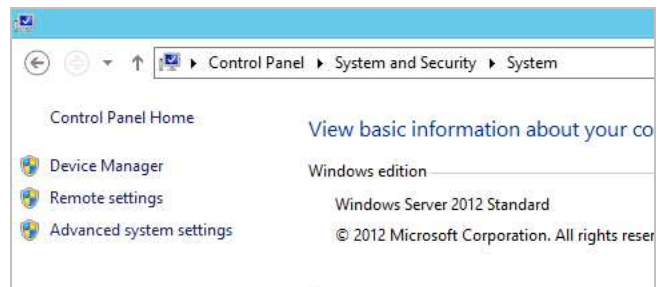 Control Panel ▸ System and Security ▸ System
Control Panel Home
View basic information about your co
Device Manager
Windows edition
Remote settings
Windows Server 2012 Standard
Advanced system settings
© 2012 Microsoft Corporation. All rights reser